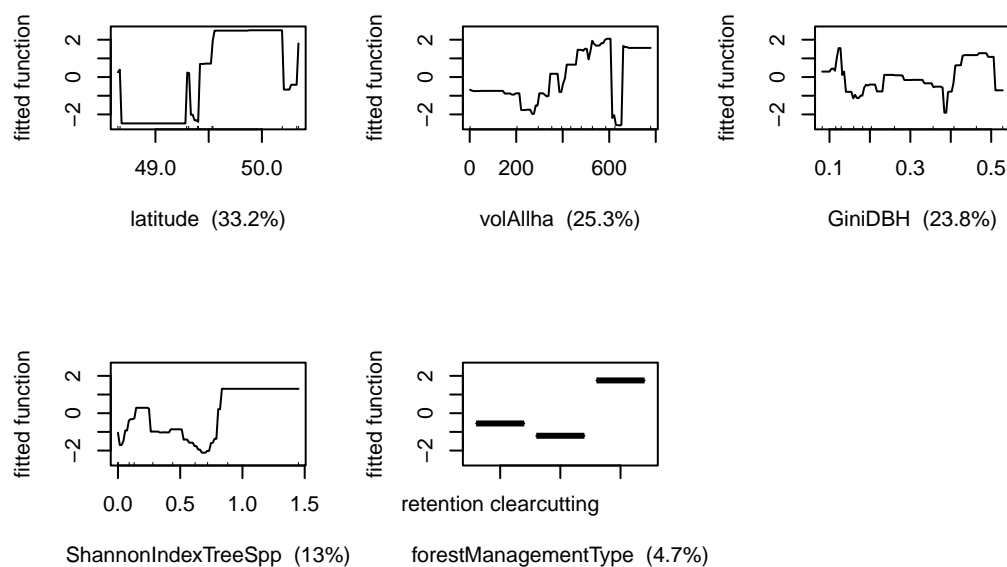 fitted function
2
0
−2
49.0 50.0
latitude (33.2%)
fitted function
2
0
−2
0 200 600
volAllha (25.3%)
fitted function
2
0
−2
0.1 0.3 0.5
GiniDBH (23.8%)
fitted function
2
0
−2
0.0 0.5 1.0 1.5
ShannonIndexTreeSpp (13%)
fitted function
2
0
−2
retention clearcutting
forestManagementType (4.7%)